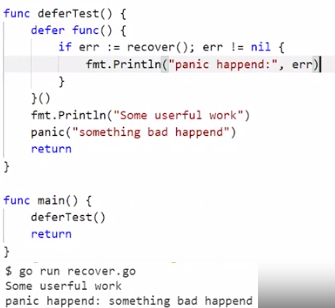 func deferTest() {
    defer func() {
        if err := recover(); err != nil {
            fmt.Println("panic happend:", err)
        }
    }()
    fmt.Println("Some userful work")
    panic("something bad happend")
    return
}

func main() {
    deferTest()
    return
}
$ go run recover.go
Some userful work
panic happend: something bad happend